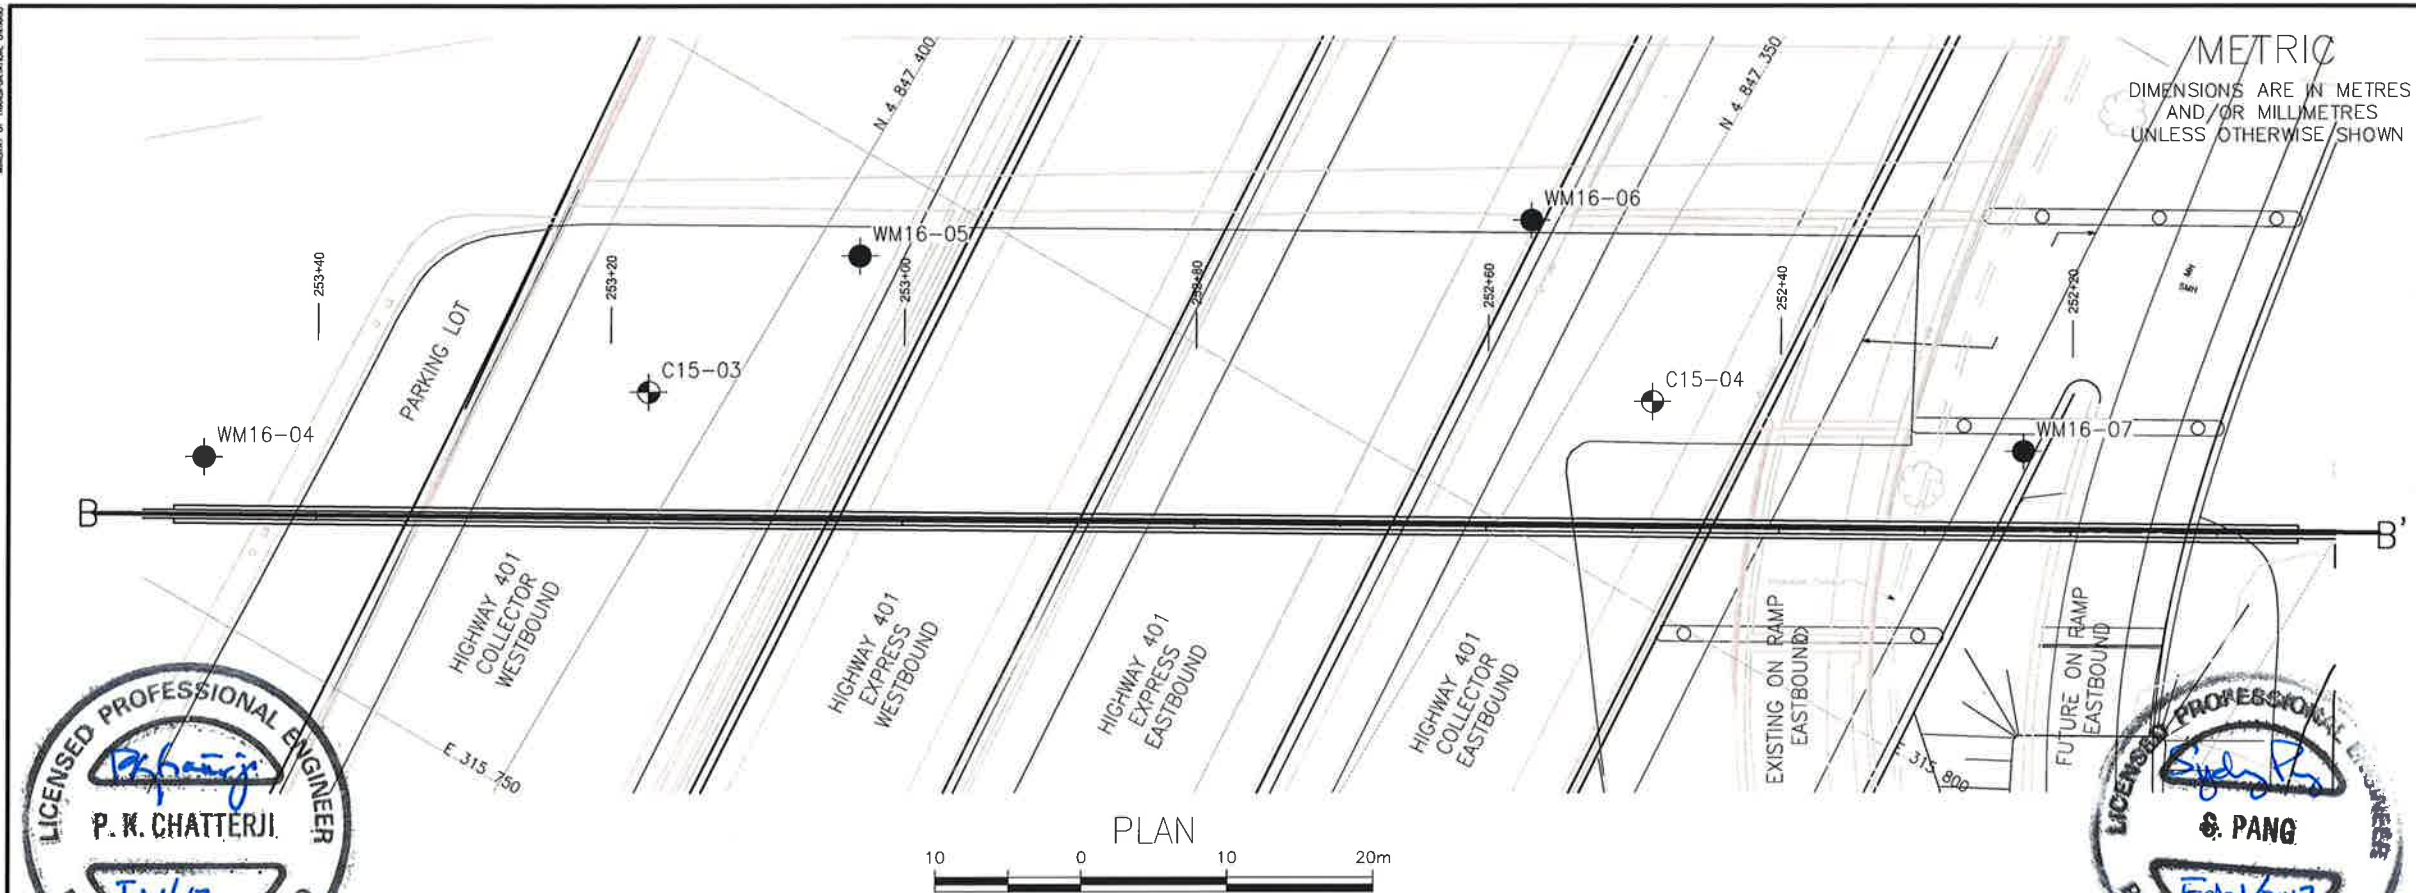 METRIC
DIMENSIONS ARE IN METRES
AND/OR MILLIMETRES
UNLESS OTHERWISE SHOWN
N 4 847 400
N 4 847 350
WM16-06
WM16-05
253+40
253+20
253+00
252+80
252+60
252+40
252+20
MH
SMH
PARKING LOT
C15-03
C15-04
WM16-04
WM16-07
B
B'
HIGHWAY 401
COLLECTOR
WESTBOUND
HIGHWAY 401
EXPRESS
WESTBOUND
HIGHWAY 401
EXPRESS
EASTBOUND
HIGHWAY 401
COLLECTOR
EASTBOUND
EXISTING ON RAMP
EASTBOUND
FUTURE ON RAMP
EASTBOUND
E 315 750
E 315 800
LICENSED PROFESSIONAL ENGINEER
P. K. CHATTERJI
LICENSED PROFESSIONAL ENGINEER
S. PANG
PLAN
10 0 10 20m